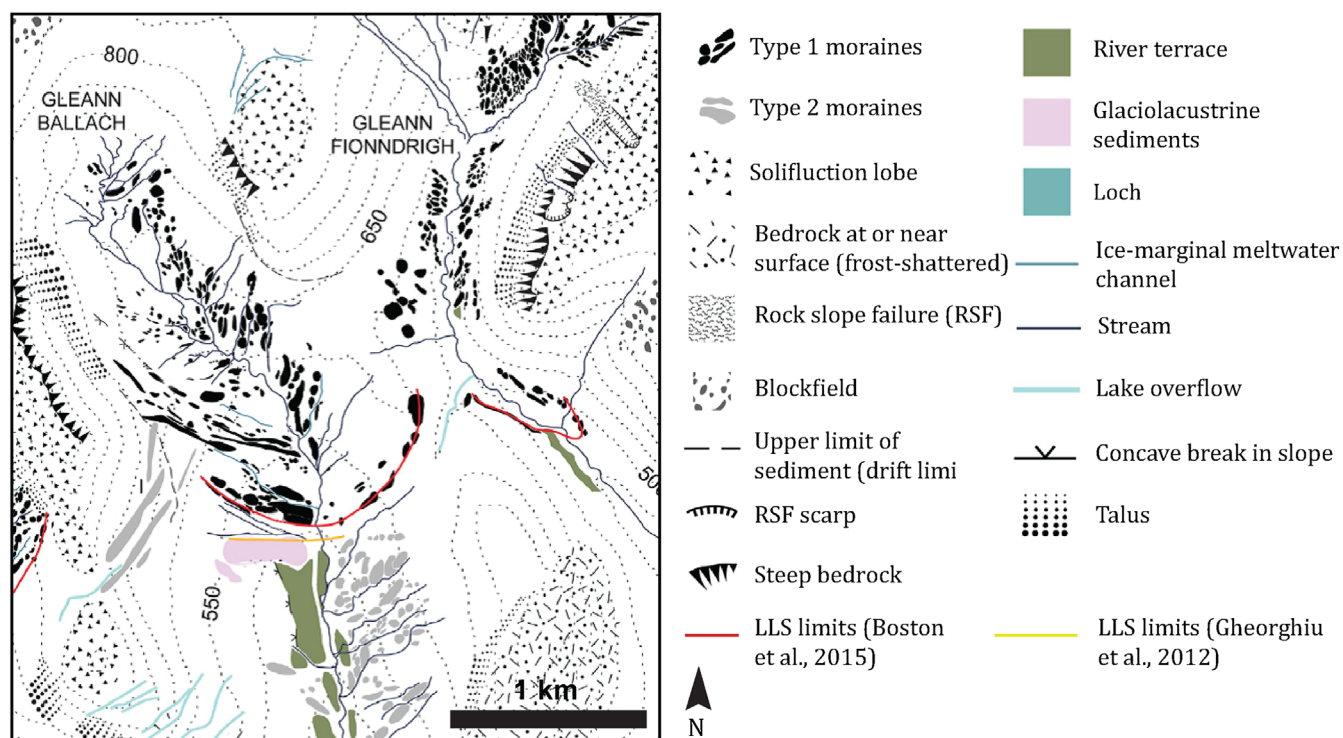 800
GLEANN
BALLACH
GLEANN
FIONNDRIGH
650
500
550
1 km
Type 1 moraines
Type 2 moraines
Solifluction lobe
Bedrock at or near
surface (frost-shattered)
Rock slope failure (RSF)
Blockfield
Upper limit of
sediment (drift limi
RSF scarp
Steep bedrock
LLS limits (Boston
et al., 2015)
N
River terrace
Glaciolacustrine
sediments
Loch
Ice-marginal meltwater
channel
Stream
Lake overflow
Concave break in slope
Talus
LLS limits (Gheorghiu
et al., 2012)